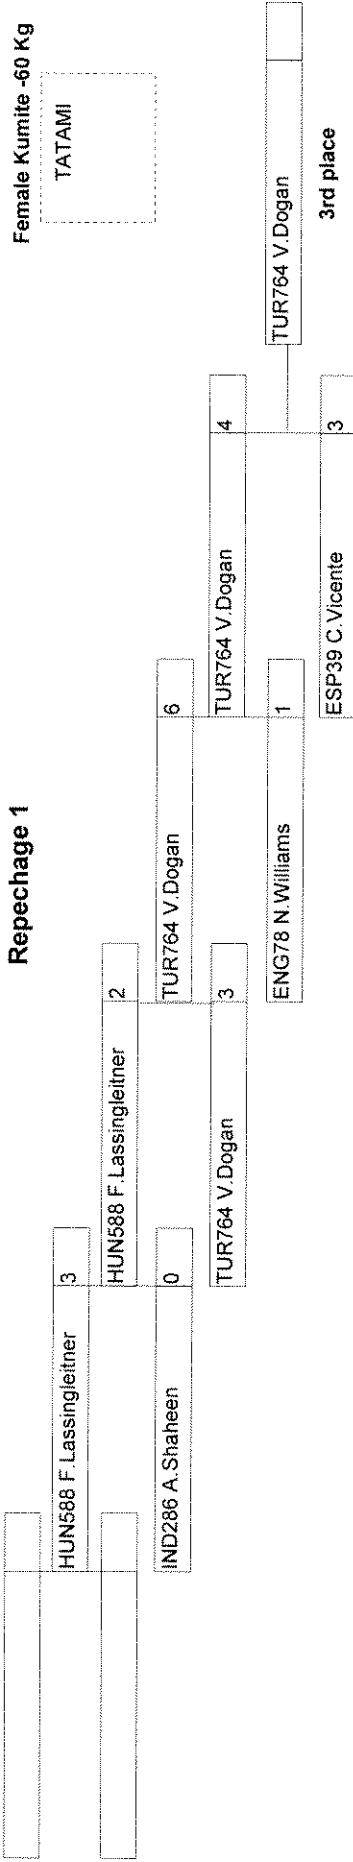 Female Kumite -60 Kg
TATAMI
Repechage 1
HUN588 F.Lassingleitner 3
IND286 A.Shaheen 0
HUN588 F.Lassingleitner 2
TUR764 V.Dogan 3
TUR764 V.Dogan 6
ENG78 N.Williams 1
TUR764 V.Dogan 4
ESP39 C.Vicente 3
TUR764 V.Dogan
3rd place